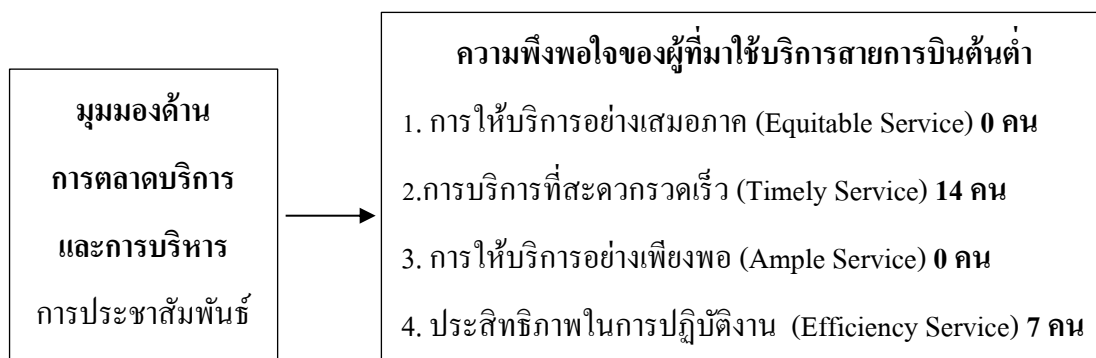 มุมมองด้าน
การตลาดบริการ
และการบริหาร
การประชาสัมพันธ์
ความพึงพอใจของผู้ที่มาใช้บริการสายการบินต้นต่ำ
1. การให้บริการอย่างเสมอภาค (Equitable Service) 0 คน
2.การบริการที่สะดวกรวดเร็ว (Timely Service) 14 คน
3. การให้บริการอย่างเพียงพอ (Ample Service) 0 คน
4. ประสิทธิภาพในการปฏิบัติงาน (Efficiency Service) 7 คน